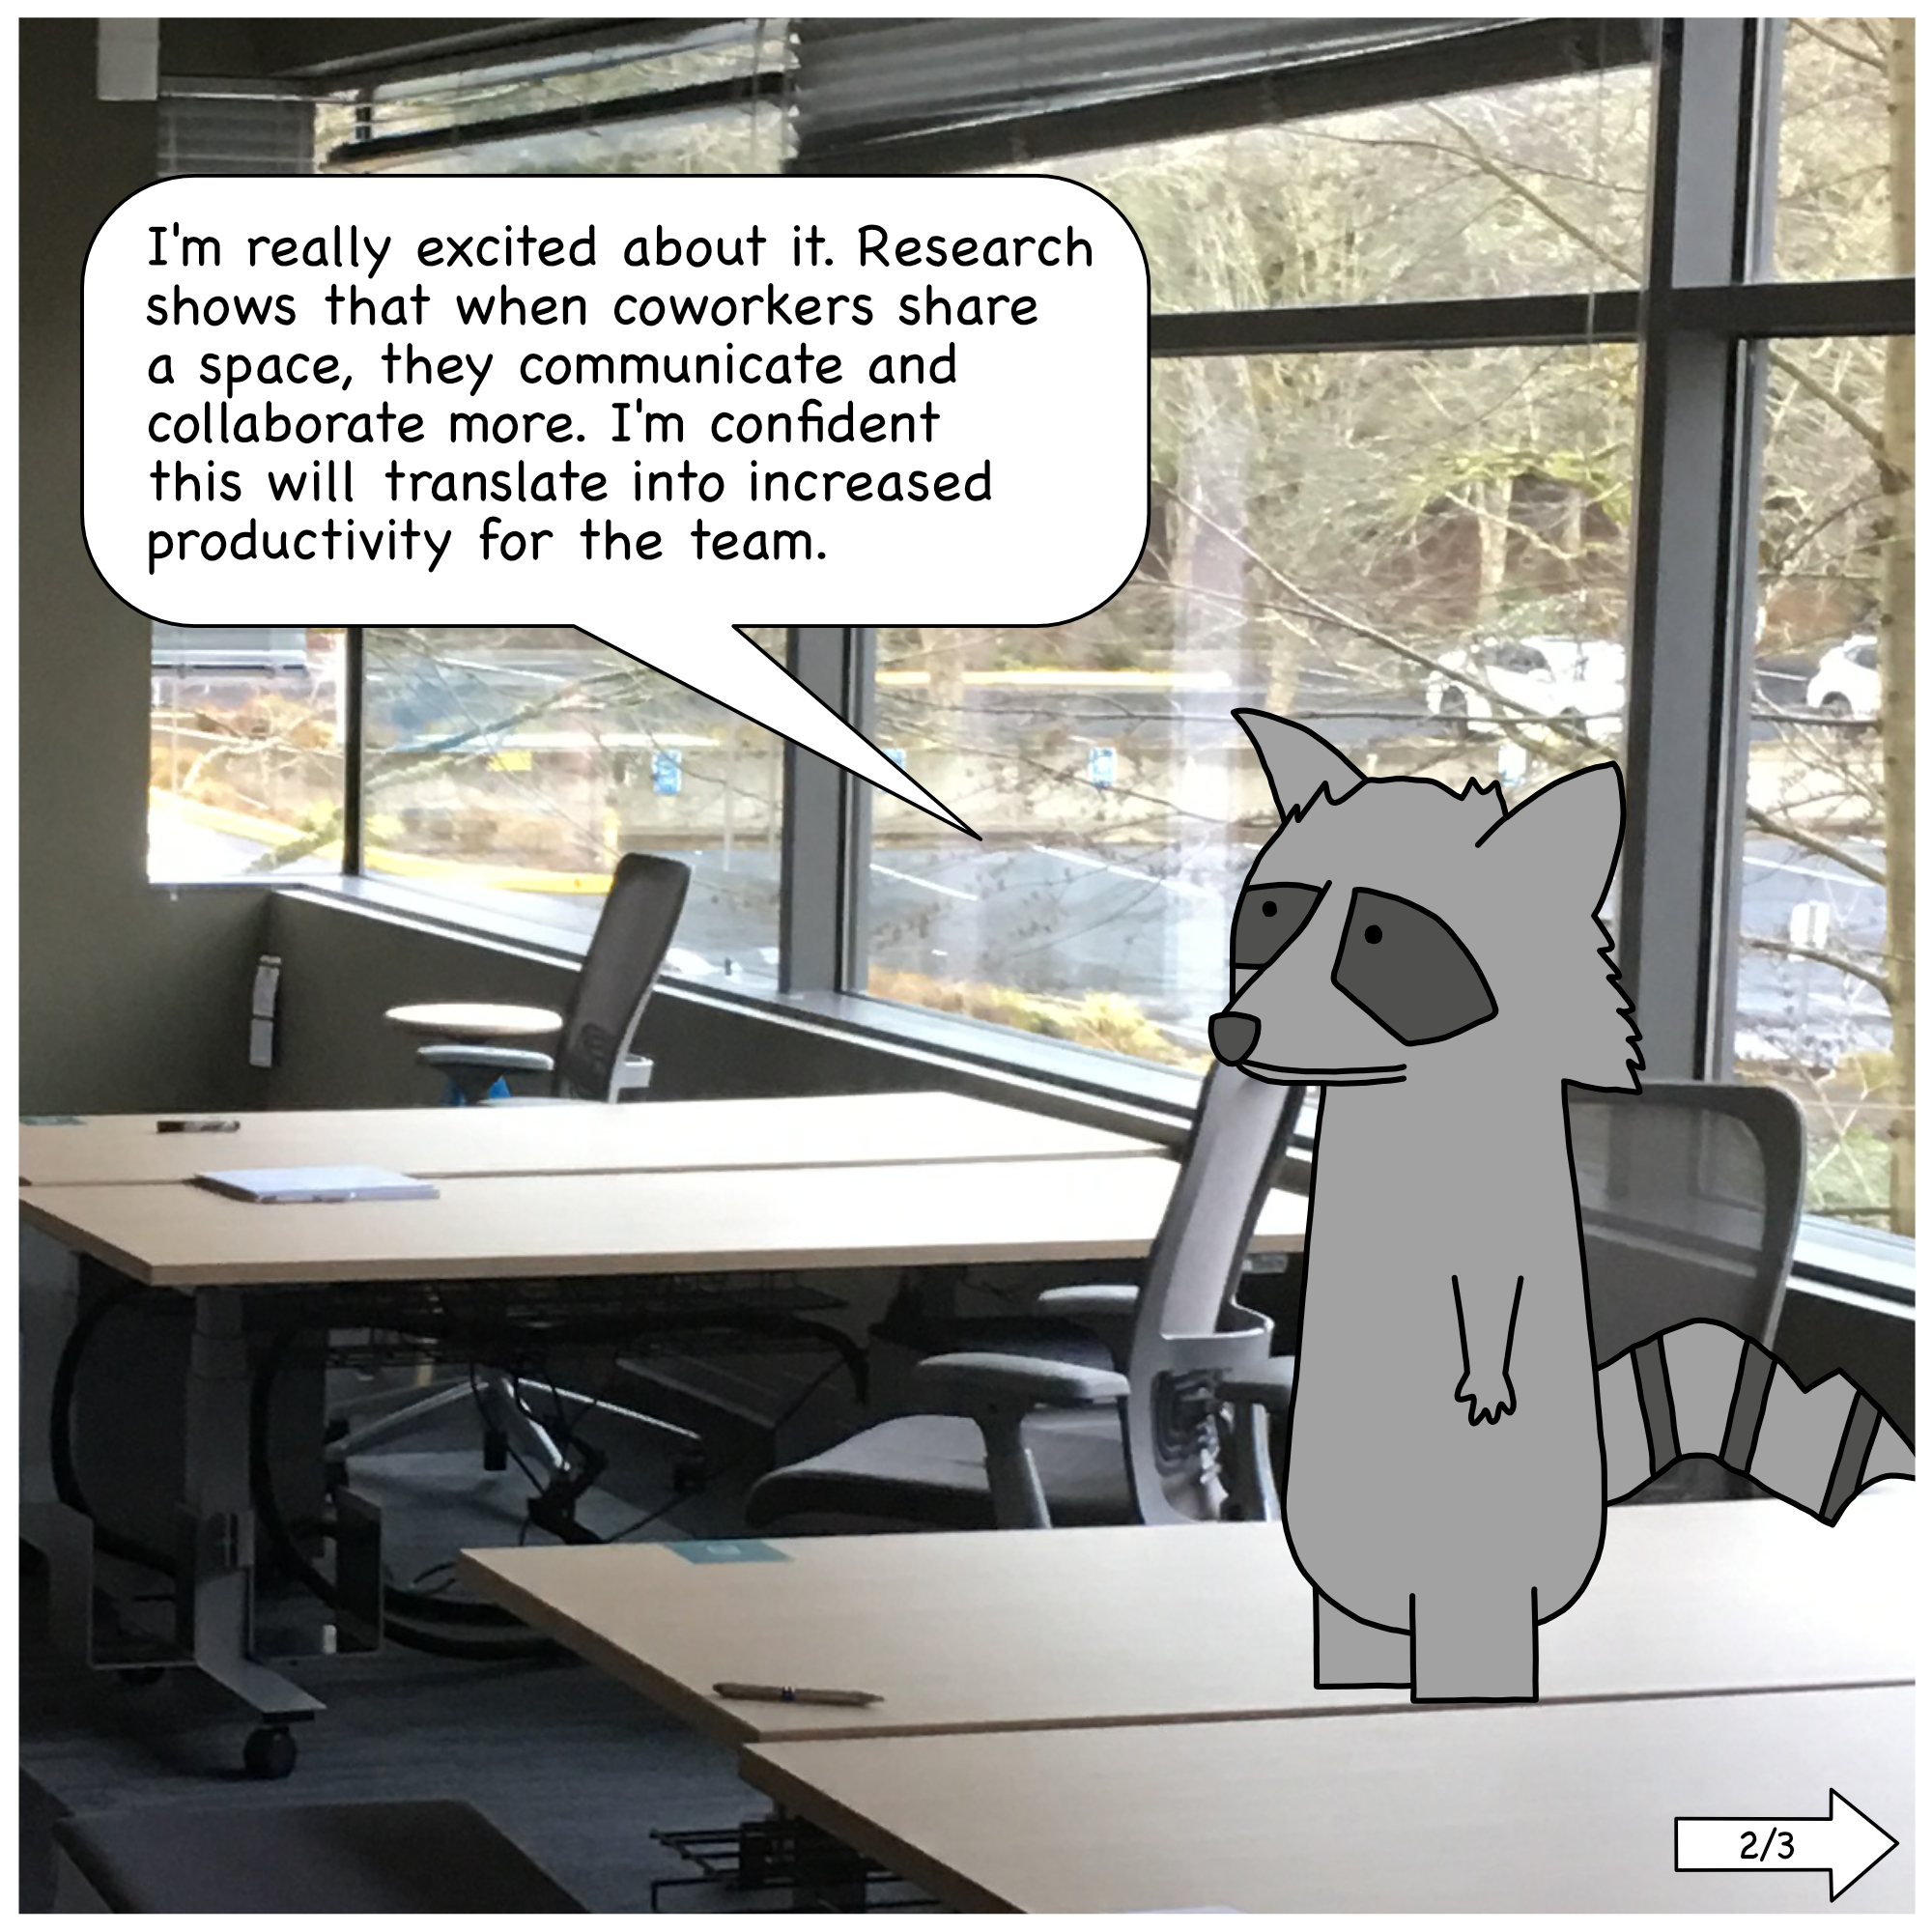 I'm really excited about it. Research
shows that when coworkers share
a space, they communicate and
collaborate more. I'm confident
this will translate into increased
productivity for the team.
2/3